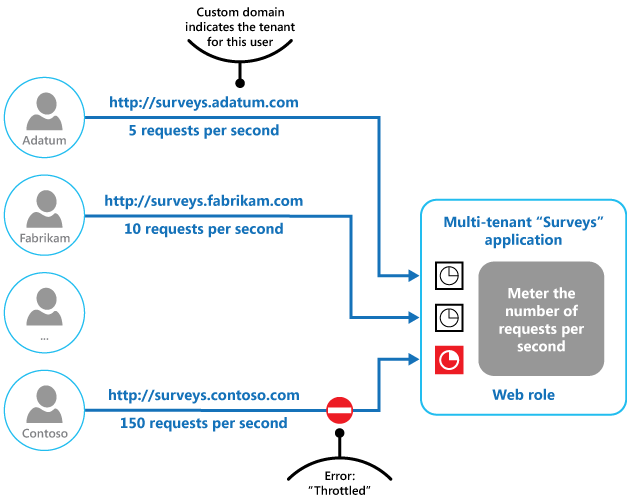 Custom domain
indicates the tenant
for this user
http://surveys.adatum.com
5 requests per second
Adatum
http://surveys.fabrikam.com
10 requests per second
Fabrikam
...
http://surveys.contoso.com
150 requests per second
Contoso
Error:
“Throttled”
Multi-tenant “Surveys”
application
Meter the
number of
requests per
second
Web role